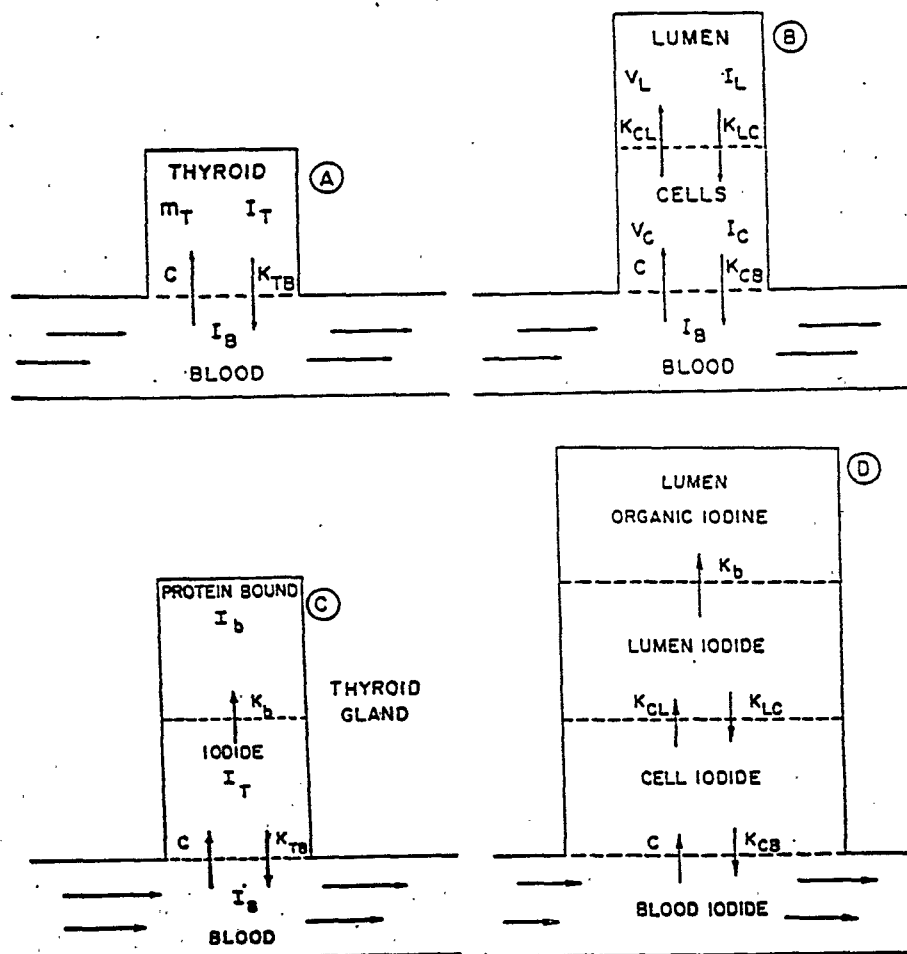 THYROID
A
m_T I_T
C K_TB
I_B
BLOOD
LUMEN
B
V_L I_L
K_CL K_LC
CELLS
V_C I_C
C K_CB
I_B
BLOOD
PROTEIN BOUND
C
I_b
K_b
IODIDE
I_T
C K_TB
I_B
BLOOD
THYROID
GLAND
LUMEN
D
ORGANIC IODINE
K_b
LUMEN IODIDE
K_CL K_LC
CELL IODIDE
C K_CB
BLOOD IODIDE